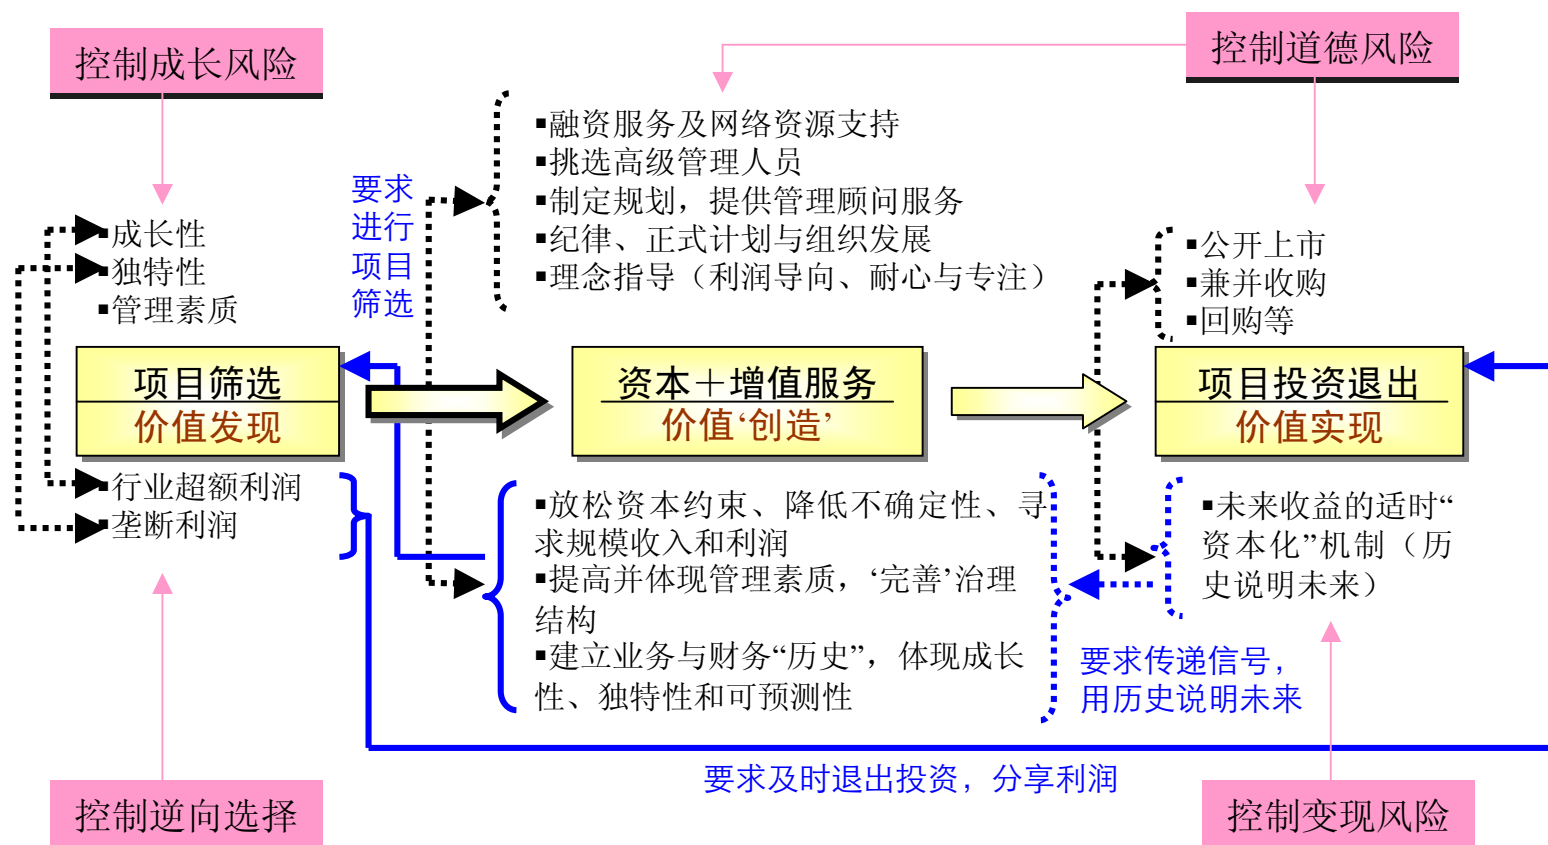 控制成长风险
控制道德风险
▪融资服务及网络资源支持
▪挑选高级管理人员
▪制定规划，提供管理顾问服务
▪纪律、正式计划与组织发展
▪理念指导（利润导向、耐心与专注）
要求
进行
项目
筛选
▪成长性
▪独特性
▪管理素质
▪公开上市
▪兼并收购
▪回购等
项目筛选
价值发现
资本＋增值服务
价值‘创造’
项目投资退出
价值实现
▪行业超额利润
▪垄断利润
▪放松资本约束、降低不确定性、寻
求规模收入和利润
▪提高并体现管理素质，‘完善’治理
结构
▪建立业务与财务“历史”，体现成长
性、独特性和可预测性
▪未来收益的适时“
资本化”机制（历
史说明未来）
要求传递信号，
用历史说明未来
要求及时退出投资，分享利润
控制逆向选择
控制变现风险